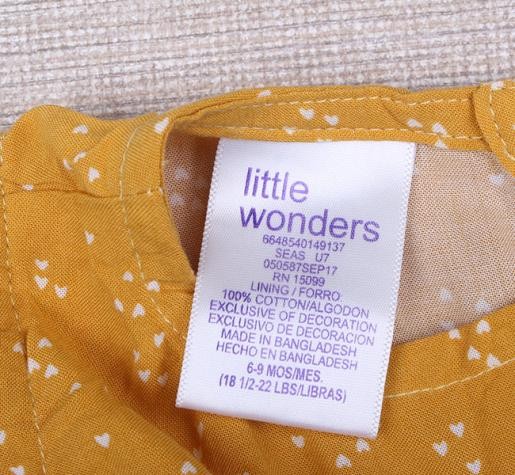 little
wonders
6648540149137
SEAS U7
050587SEP17
RN 15099
LINING / FORRO:
100% COTTON/ALGODON
EXCLUSIVE OF DECORATION
EXCLUSIVO DE DECORACION
MADE IN BANGLADESH
HECHO EN BANGLADESH
6-9 MOS/MES.
(18 1/2-22 LBS/LIBRAS)